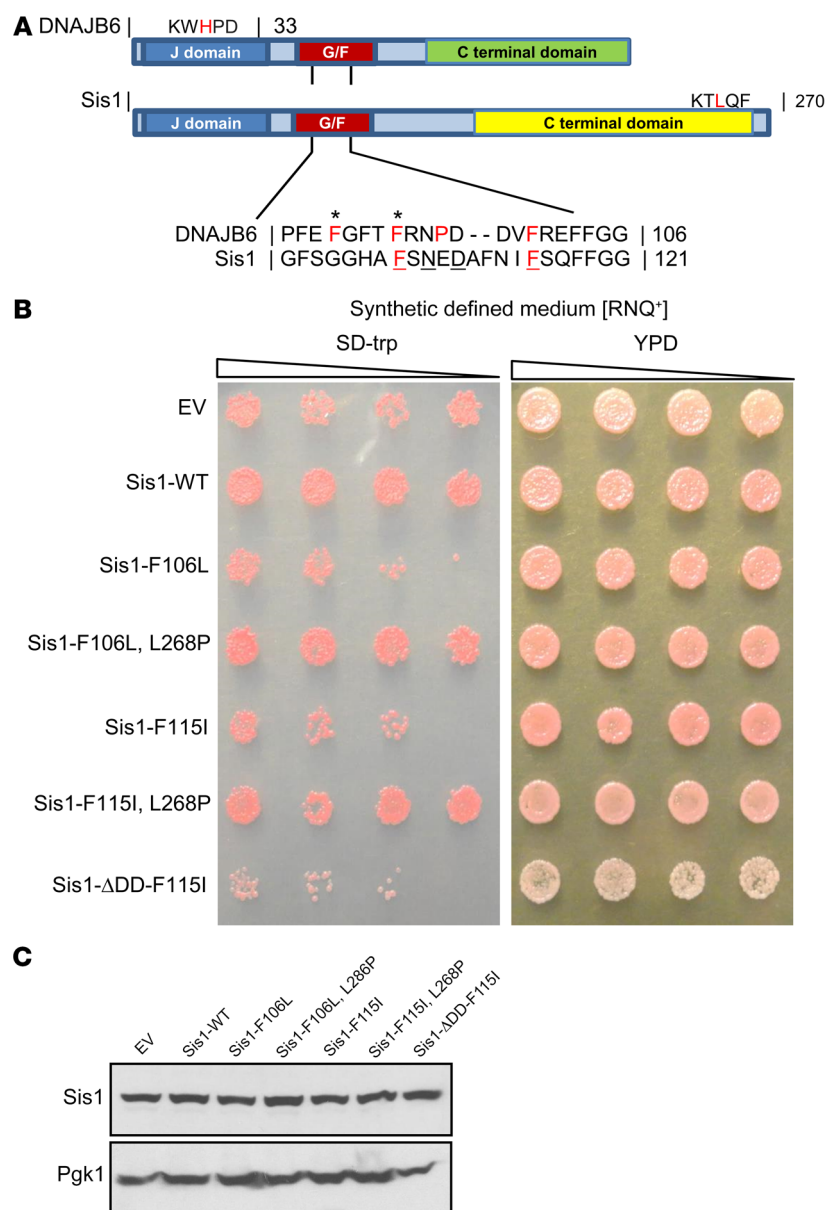 A
DNAJB6 | KWHPD | 33
J domain G/F C terminal domain
Sis1 | KTLQF | 270
J domain G/F C terminal domain
* *
DNAJB6 | PFE FGFT FRNPD - - DVFREFFGG | 106
Sis1 | GFSGGHA FSNEDAFN I FSQFFGG | 121
B
Synthetic defined medium [RNQ+]
SD-trp YPD
EV
Sis1-WT
Sis1-F106L
Sis1-F106L, L268P
Sis1-F115I
Sis1-F115I, L268P
Sis1-ΔDD-F115I
C
EV Sis1-WT Sis1-F106L Sis1-F106L, L286P Sis1-F115I Sis1-F115I, L268P Sis1-ΔDD-F115I
Sis1
Pgk1